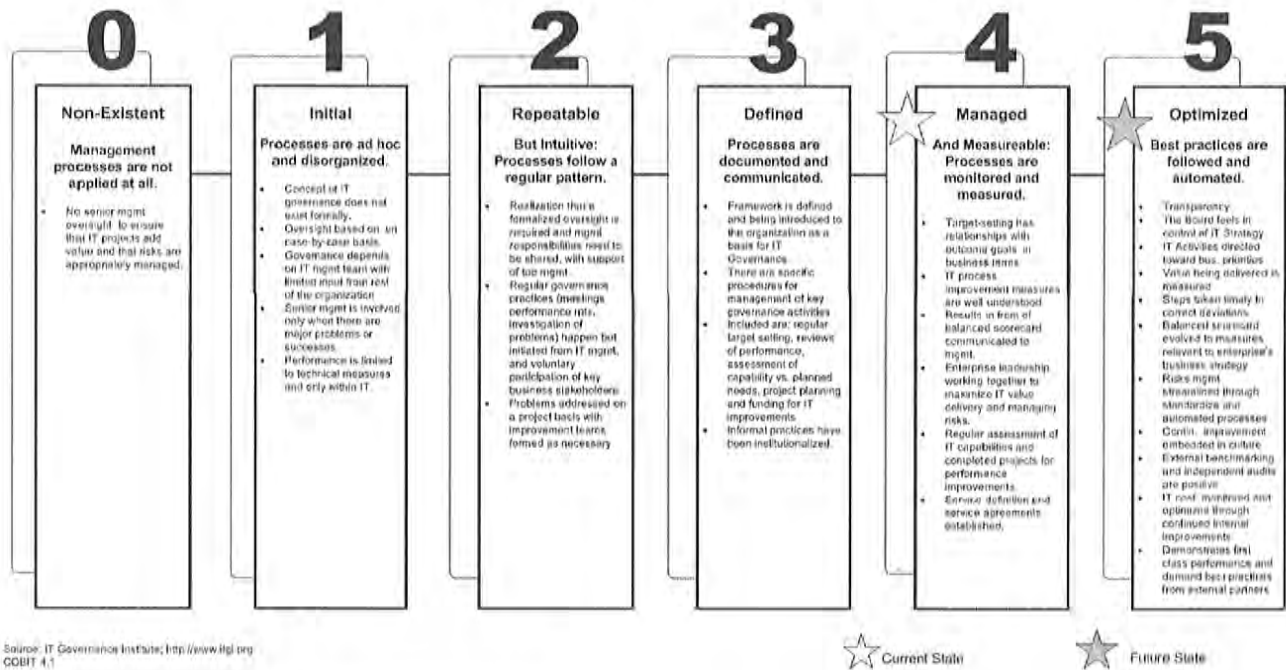 0
Non-Existent
Management
processes are not
applied at all.
• No senior mgmt
oversight to ensure
that IT projects add
value and that risks are
appropriately managed.
1
Initial
Processes are ad hoc
and disorganized.
• Concept of IT
governance does not
exist formally.
• Oversight based on an
case-by-case basis.
• Governance depends
on IT mgmt team with
limited input from rest
of the organization
• Senior mgmt is involved
only when there are
major problems or
successes.
• Performance is limited
to technical measures
and only within IT.
2
Repeatable
But Intuitive:
Processes follow a
regular pattern.
• Realization that a
formalized oversight is
required and mgmt
responsibilities need to
be shared, with support
of top mgmt
• Regular governance
practices (meetings
performance rpts,
investigation of
problems) happen but
initiated from IT mgmt,
and voluntary
participation of key
business stakeholders
• Problems addressed on
a project basis with
improvement teams
formed as necessary
3
Defined
Processes are
documented and
communicated.
• Framework is defined
and being introduced to
the organization as a
basis for IT
Governance
• There are specific
procedures for
management of key
governance activities
• Included are: regular
target setting, reviews
of performance,
assessment of
capability vs. planned
needs, project planning
and funding for IT
improvements
• Informal practices have
been institutionalized.
4
Managed
And Measureable:
Processes are
monitored and
measured.
• Target-setting has
relationships with
outcome goals in
business terms
• IT process
improvement measures
are well understood
• Results in from of
balanced scorecard
communicated to
mgmt.
• Enterprise leadership
working together to
maximize IT value
delivery and managing
risks.
• Regular assessment of
IT capabilities and
completed projects for
performance
improvements.
• Service definition and
service agreements
established.
5
Optimized
Best practices are
followed and
automated.
• Transparency
• The Board feels in
control of IT Strategy
• IT Activities directed
toward bus. priorities
• Value being delivered is
measured
• Steps taken timely to
correct deviations
• Balanced scorecard
evolved to measures
relevant to enterprise's
business strategy
• Risks mgmt
streamlined through
standardize and
automated processes
• Contin. improvement
embedded in culture
• External benchmarking
and independent audits
are positive
• IT cost monitored and
optimizing through
continued internal
improvements
• Demonstrates first
class performance and
demand best practices
from external partners
Source: IT Governance Institute; http://www.itgi.org
COBIT 4.1
Current State
Future State